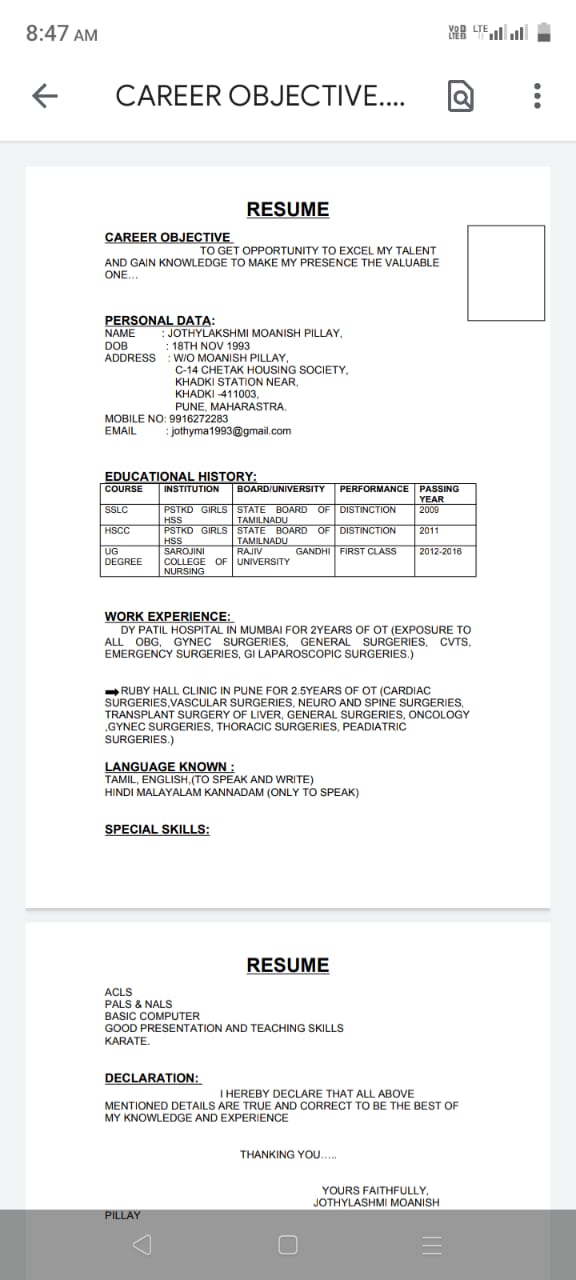 8:47 AM
VoD LTED LTE
CAREER OBJECTIVE....
RESUME
CAREER OBJECTIVE
TO GET OPPORTUNITY TO EXCEL MY TALENT
AND GAIN KNOWLEDGE TO MAKE MY PRESENCE THE VALUABLE
ONE...
PERSONAL DATA:
NAME : JOTHYLAKSHMI MOANISH PILLAY,
DOB : 18TH NOV 1993
ADDRESS : W/O MOANISH PILLAY,
C-14 CHETAK HOUSING SOCIETY,
KHADKI STATION NEAR,
KHADKI -411003,
PUNE, MAHARASTRA.
MOBILE NO: 9916272283
EMAIL : jothyma1993@gmail.com
EDUCATIONAL HISTORY:
COURSE INSTITUTION BOARD/UNIVERSITY PERFORMANCE PASSING
YEAR
SSLC PSTKD GIRLS STATE BOARD OF DISTINCTION 2009
HSS TAMILNADU
HSCC PSTKD GIRLS STATE BOARD OF DISTINCTION 2011
HSS TAMILNADU
UG SAROJINI RAJIV GANDHI FIRST CLASS 2012-2016
DEGREE COLLEGE OF UNIVERSITY
NURSING
WORK EXPERIENCE:
DY PATIL HOSPITAL IN MUMBAI FOR 2YEARS OF OT (EXPOSURE TO
ALL OBG, GYNEC SURGERIES, GENERAL SURGERIES, CVTS,
EMERGENCY SURGERIES, GI LAPAROSCOPIC SURGERIES.)
➡RUBY HALL CLINIC IN PUNE FOR 2.5YEARS OF OT (CARDIAC
SURGERIES,VASCULAR SURGERIES, NEURO AND SPINE SURGERIES,
TRANSPLANT SURGERY OF LIVER, GENERAL SURGERIES, ONCOLOGY
,GYNEC SURGERIES, THORACIC SURGERIES, PEADIATRIC
SURGERIES.)
LANGUAGE KNOWN :
TAMIL, ENGLISH,(TO SPEAK AND WRITE)
HINDI MALAYALAM KANNADAM (ONLY TO SPEAK)
SPECIAL SKILLS:
RESUME
ACLS
PALS & NALS
BASIC COMPUTER
GOOD PRESENTATION AND TEACHING SKILLS
KARATE.
DECLARATION:
I HEREBY DECLARE THAT ALL ABOVE
MENTIONED DETAILS ARE TRUE AND CORRECT TO BE THE BEST OF
MY KNOWLEDGE AND EXPERIENCE
THANKING YOU.....
YOURS FAITHFULLY,
JOTHYLASHMI MOANISH
PILLAY